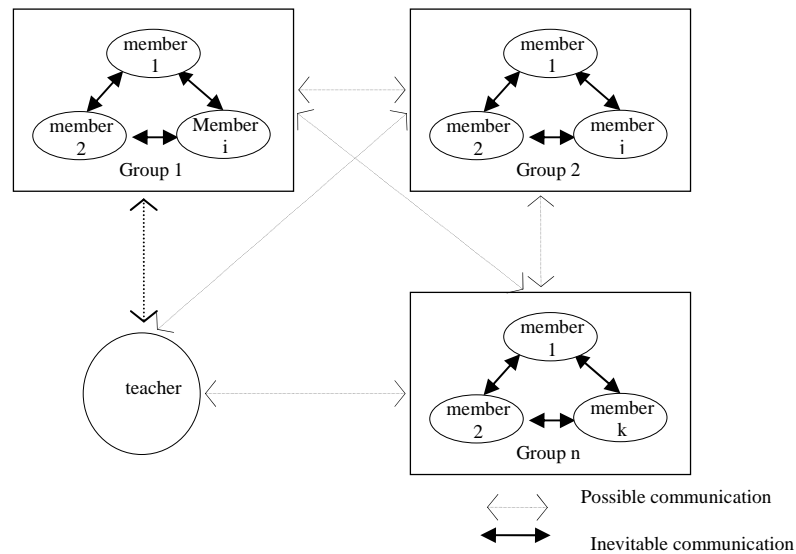 member
1
member
2
Member
i
Group 1
member
1
member
2
member
j
Group 2
teacher
member
1
member
2
member
k
Group n
Possible communication
Inevitable communication